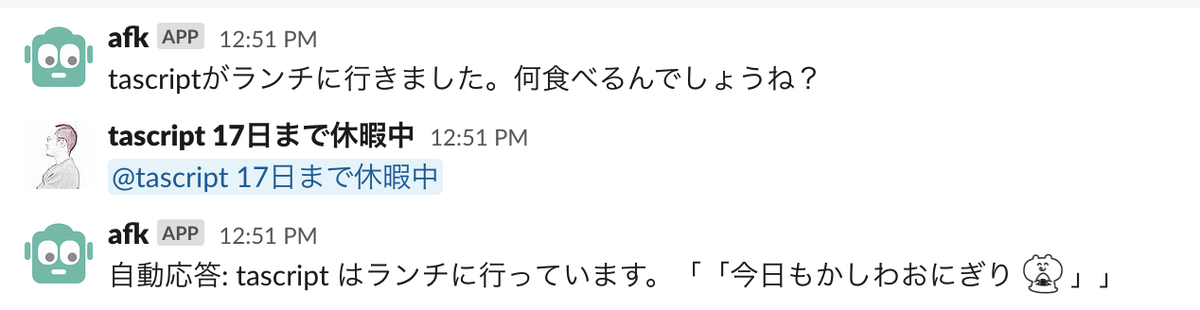 afk APP 12:51 PM
tascriptがランチに行きました。何食べるんでしょうね？
tascript 17日まで休暇中 12:51 PM
@tascript 17日まで休暇中
afk APP 12:51 PM
自動応答: tascript はランチに行っています。「「今日もかしわおにぎり 」」